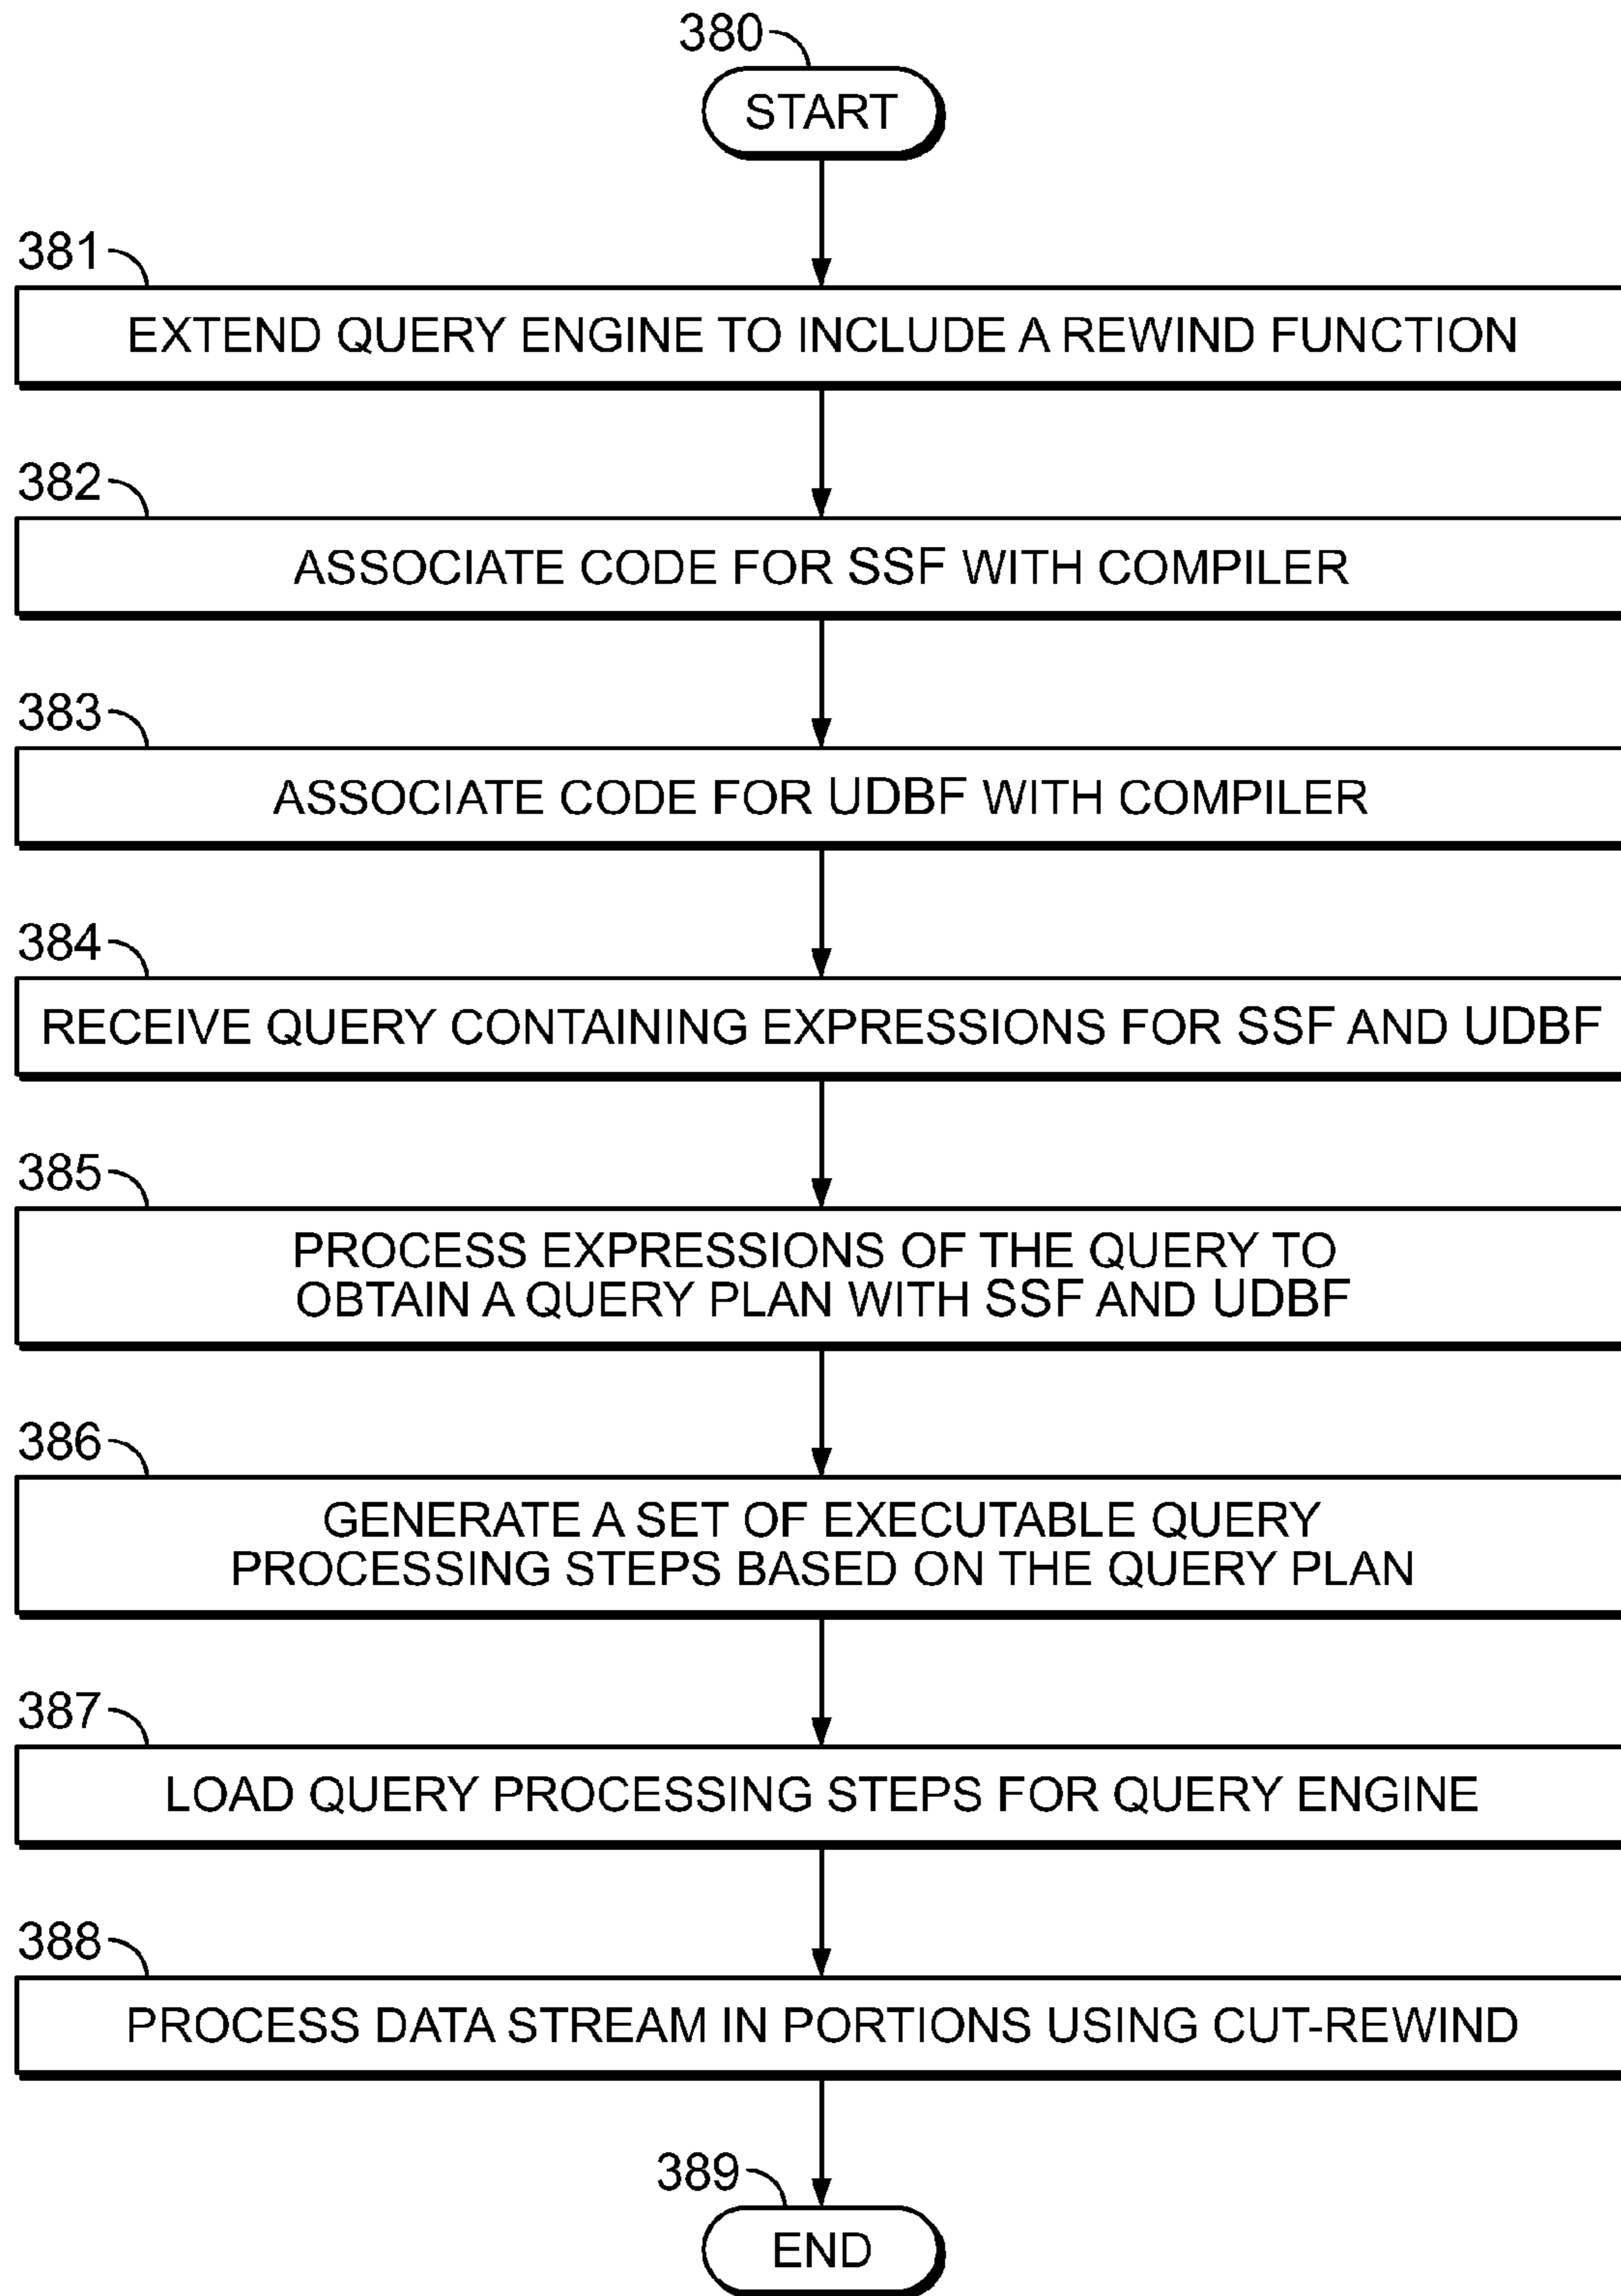 380
START
381
EXTEND QUERY ENGINE TO INCLUDE A REWIND FUNCTION
382
ASSOCIATE CODE FOR SSF WITH COMPILER
383
ASSOCIATE CODE FOR UDBF WITH COMPILER
384
RECEIVE QUERY CONTAINING EXPRESSIONS FOR SSF AND UDBF
385
PROCESS EXPRESSIONS OF THE QUERY TO
OBTAIN A QUERY PLAN WITH SSF AND UDBF
386
GENERATE A SET OF EXECUTABLE QUERY
PROCESSING STEPS BASED ON THE QUERY PLAN
387
LOAD QUERY PROCESSING STEPS FOR QUERY ENGINE
388
PROCESS DATA STREAM IN PORTIONS USING CUT-REWIND
389
END